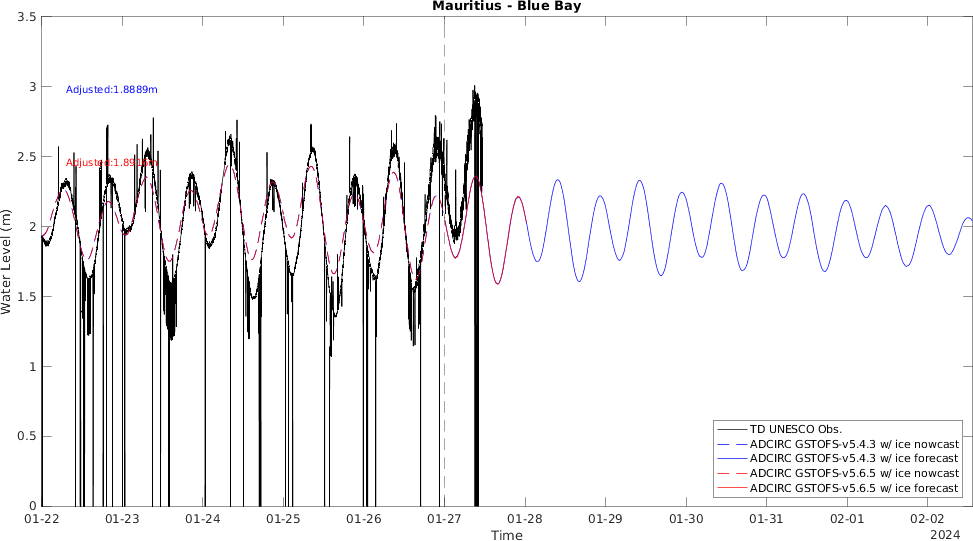 Mauritius - Blue Bay
3.5
3
2.5
2
1.5
1
0.5
0
Water Level (m)
Adjusted:1.8889m
TD UNESCO Obs.
ADCIRC GSTOFS-v5.4.3 w/ ice nowcast
ADCIRC GSTOFS-v5.4.3 w/ ice forecast
ADCIRC GSTOFS-v5.6.5 w/ ice nowcast
ADCIRC GSTOFS-v5.6.5 w/ ice forecast
01-22 01-23 01-24 01-25 01-26 01-27 01-28 01-29 01-30 01-31 02-01 02-02
Time
2024